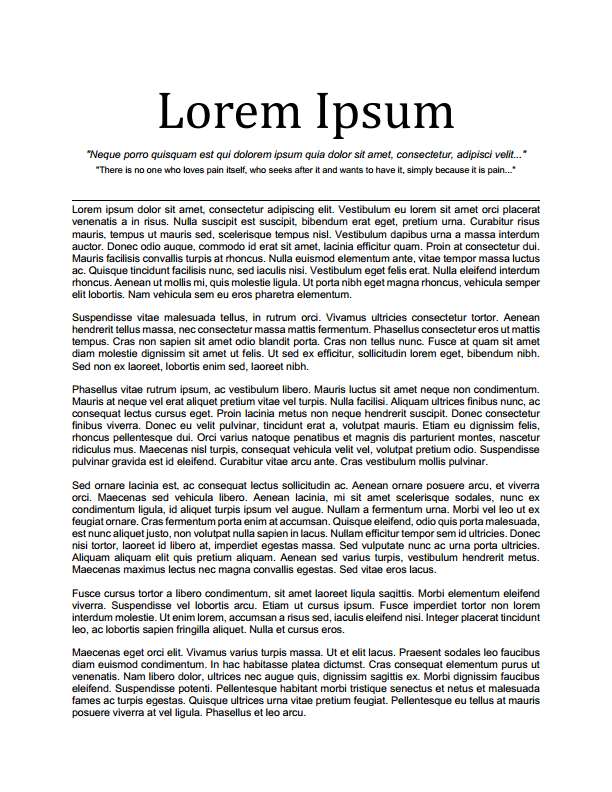 Lorem Ipsum
"Neque porro quisquam est qui dolorem ipsum quia dolor sit amet, consectetur, adipisci velit..."
"There is no one who loves pain itself, who seeks after it and wants to have it, simply because it is pain..."
Lorem ipsum dolor sit amet, consectetur adipiscing elit. Vestibulum eu lorem sit amet orci placerat
venenatis a in risus. Nulla suscipit est suscipit, bibendum erat eget, pretium urna. Curabitur risus
mauris, tempus ut mauris sed, scelerisque tempus nisl. Vestibulum dapibus urna a massa interdum
auctor. Donec odio augue, commodo id erat sit amet, lacinia efficitur quam. Proin at consectetur dui.
Mauris facilisis convallis turpis at rhoncus. Nulla euismod elementum ante, vitae tempor massa luctus
ac. Quisque tincidunt facilisis nunc, sed iaculis nisi. Vestibulum eget felis erat. Nulla eleifend interdum
rhoncus. Aenean ut mollis mi, quis molestie ligula. Ut porta nibh eget magna rhoncus, vehicula semper
elit lobortis. Nam vehicula sem eu eros pharetra elementum.
Suspendisse vitae malesuada tellus, in rutrum orci. Vivamus ultricies consectetur tortor. Aenean
hendrerit tellus massa, nec consectetur massa mattis fermentum. Phasellus consectetur eros ut mattis
tempus. Cras non sapien sit amet odio blandit porta. Cras non tellus nunc. Fusce at quam sit amet
diam molestie dignissim sit amet ut felis. Ut sed ex efficitur, sollicitudin lorem eget, bibendum nibh.
Sed non ex laoreet, lobortis enim sed, laoreet nibh.
Phasellus vitae rutrum ipsum, ac vestibulum libero. Mauris luctus sit amet neque non condimentum.
Mauris at neque vel erat aliquet pretium vitae vel turpis. Nulla facilisi. Aliquam ultrices finibus nunc, ac
consequat lectus cursus eget. Proin lacinia metus non neque hendrerit suscipit. Donec consectetur
finibus viverra. Donec eu velit pulvinar, tincidunt erat a, volutpat mauris. Etiam eu dignissim felis,
rhoncus pellentesque dui. Orci varius natoque penatibus et magnis dis parturient montes, nascetur
ridiculus mus. Maecenas nisl turpis, consequat vehicula velit vel, volutpat pretium odio. Suspendisse
pulvinar gravida est id eleifend. Curabitur vitae arcu ante. Cras vestibulum mollis pulvinar.
Sed ornare lacinia est, ac consequat lectus sollicitudin ac. Aenean ornare posuere arcu, et viverra
orci. Maecenas sed vehicula libero. Aenean lacinia, mi sit amet scelerisque sodales, nunc ex
condimentum ligula, id aliquet turpis ipsum vel augue. Nullam a fermentum urna. Morbi vel leo ut ex
feugiat ornare. Cras fermentum porta enim at accumsan. Quisque eleifend, odio quis porta malesuada,
est nunc aliquet justo, non volutpat nulla sapien in lacus. Nullam efficitur tempor sem id ultricies. Donec
nisi tortor, laoreet id libero at, imperdiet egestas massa. Sed vulputate nunc ac urna porta ultricies.
Aliquam aliquam elit quis pretium aliquam. Aenean sed varius turpis, vestibulum hendrerit metus.
Maecenas maximus lectus nec magna convallis egestas. Sed vitae eros lacus.
Fusce cursus tortor a libero condimentum, sit amet laoreet ligula sagittis. Morbi elementum eleifend
viverra. Suspendisse vel lobortis arcu. Etiam ut cursus ipsum. Fusce imperdiet tortor non lorem
interdum molestie. Ut enim lorem, accumsan a risus sed, iaculis eleifend nisi. Integer placerat tincidunt
leo, ac lobortis sapien fringilla aliquet. Nulla et cursus eros.
Maecenas eget orci elit. Vivamus varius turpis massa. Ut et elit lacus. Praesent sodales leo faucibus
diam euismod condimentum. In hac habitasse platea dictumst. Cras consequat elementum purus ut
venenatis. Nam libero dolor, ultrices nec augue quis, dignissim sagittis ex. Morbi dignissim faucibus
eleifend. Suspendisse potenti. Pellentesque habitant morbi tristique senectus et netus et malesuada
fames ac turpis egestas. Quisque ultrices urna vitae pretium feugiat. Pellentesque eu tellus at mauris
posuere viverra at vel ligula. Phasellus et leo arcu.